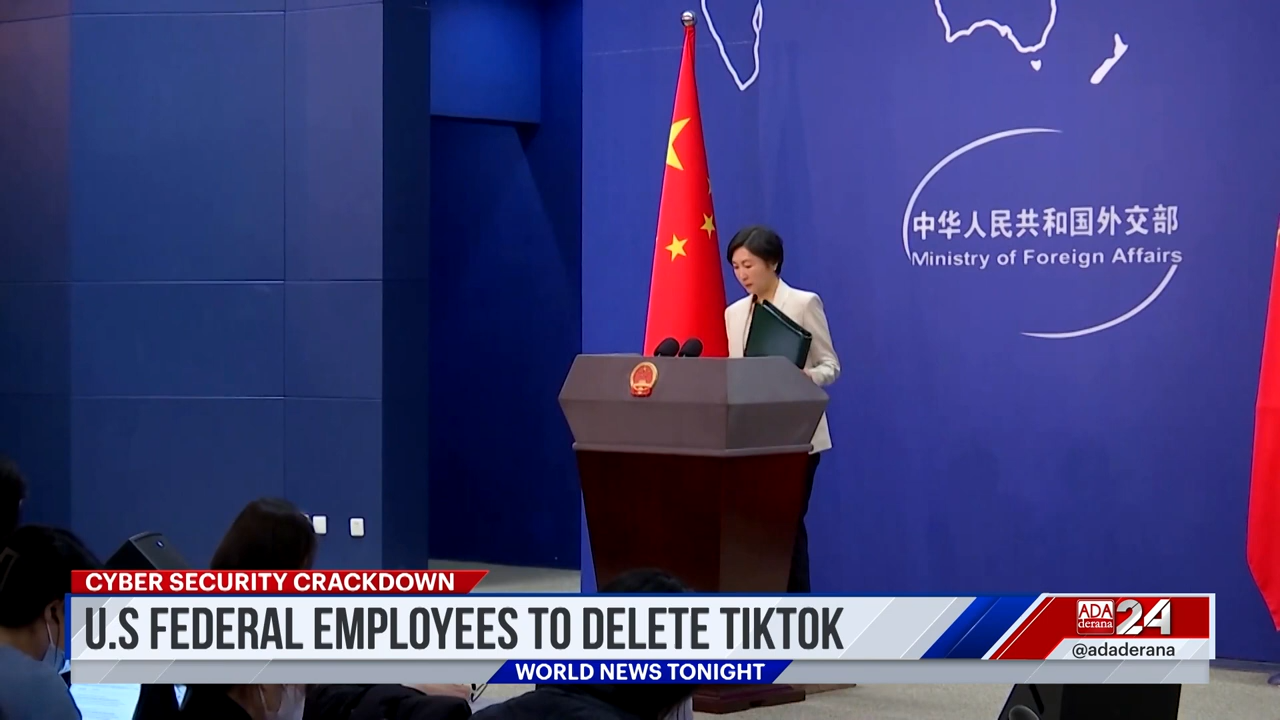 中华人民共和国外交部
Ministry of Foreign Affairs
CYBER SECURITY CRACKDOWN
U.S FEDERAL EMPLOYEES TO DELETE TIKTOK
ADA
derana
24
@adaderana
WORLD NEWS TONIGHT